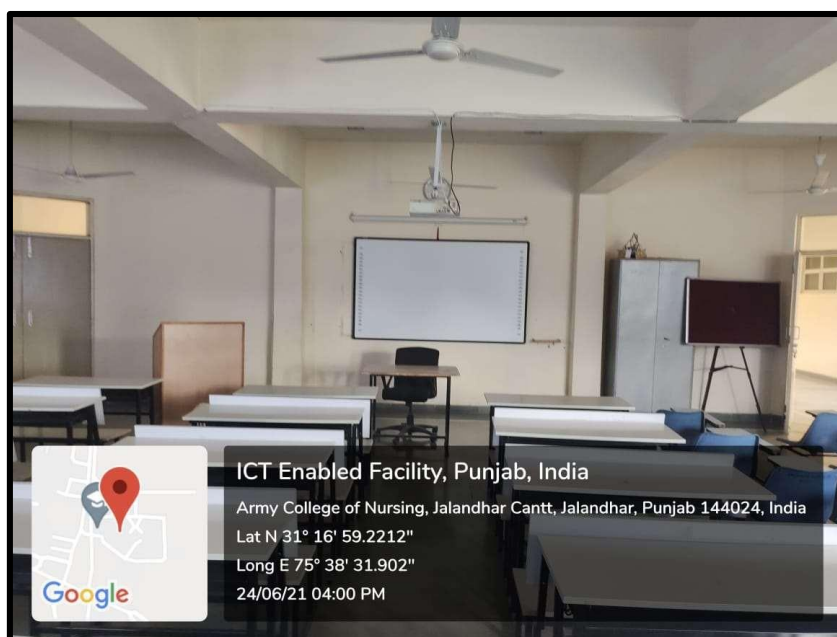 ICT Enabled Facility, Punjab, India
Army College of Nursing, Jalandhar Cantt, Jalandhar, Punjab 144024, India
Lat N 31° 16' 59.2212"
Long E 75° 38' 31.902"
24/06/21 04:00 PM
Google